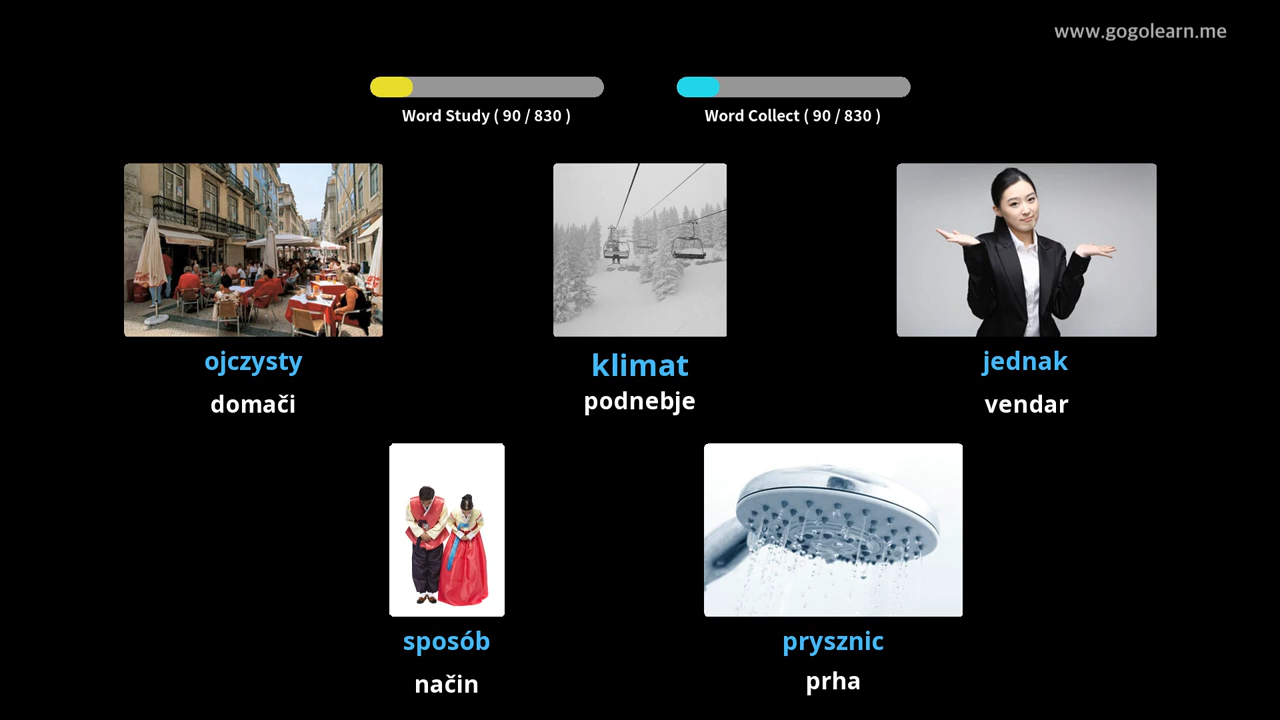 www.gogolearn.me
Word Study ( 90 / 830 )
Word Collect ( 90 / 830 )
ojczysty
domači
klimat
podnebje
jednak
vendar
sposób
način
prysznic
prha